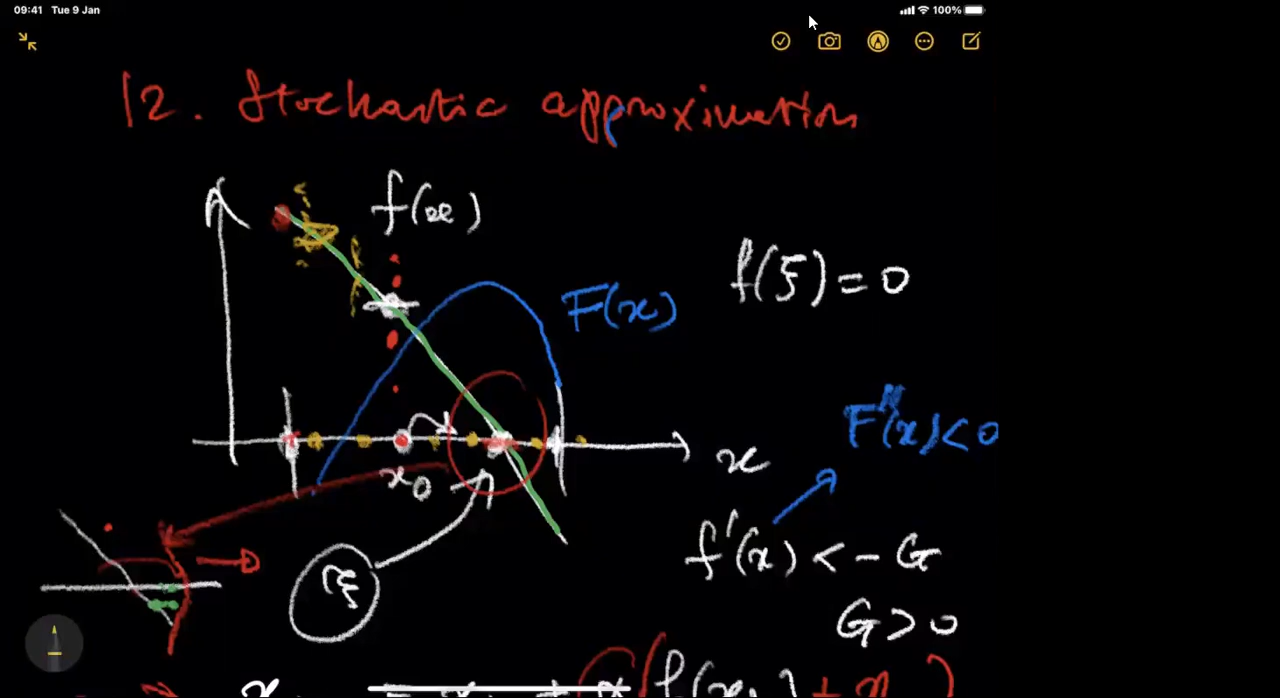 09:41 Tue 9 Jan 100%
12. Stochastic approximation
f(x)
f(ξ) = 0
F(x)
F''(x) < 0
x
x₀
f'(x) < - G
ξ
G > 0